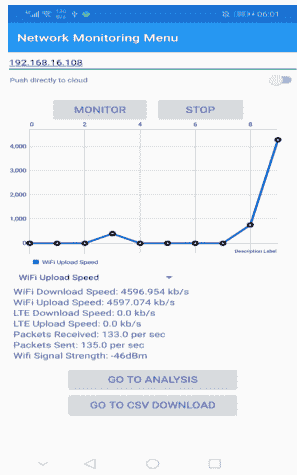 06:01
Network Monitoring Menu
192.168.16.108
Push directly to cloud
MONITOR STOP
0 2 4 6 8
4,000
3,000
2,000
1,000
0
Description Label
WiFi Upload Speed
WiFi Upload Speed
WiFi Download Speed: 4596.954 kb/s
WiFi Upload Speed: 4597.074 kb/s
LTE Download Speed: 0.0 kb/s
LTE Upload Speed: 0.0 kb/s
Packets Received: 133.0 per sec
Packets Sent: 135.0 per sec
Wifi Signal Strength: -46dBm
GO TO ANALYSIS
GO TO CSV DOWNLOAD